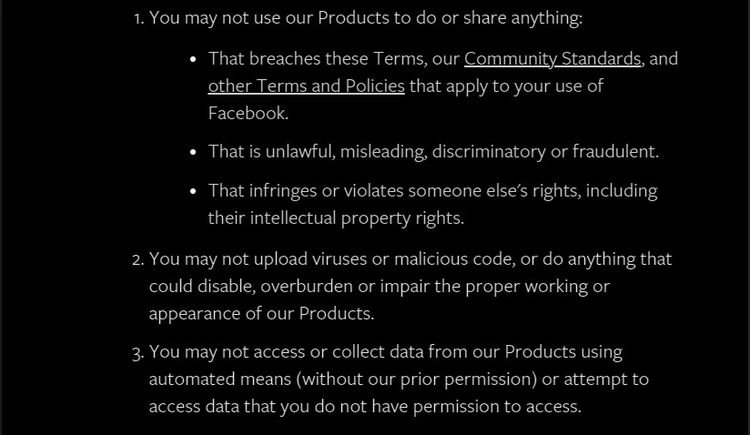 1. You may not use our Products to do or share anything:
• That breaches these Terms, our Community Standards, and
other Terms and Policies that apply to your use of
Facebook.
• That is unlawful, misleading, discriminatory or fraudulent.
• That infringes or violates someone else's rights, including
their intellectual property rights.
2. You may not upload viruses or malicious code, or do anything that
could disable, overburden or impair the proper working or
appearance of our Products.
3. You may not access or collect data from our Products using
automated means (without our prior permission) or attempt to
access data that you do not have permission to access.